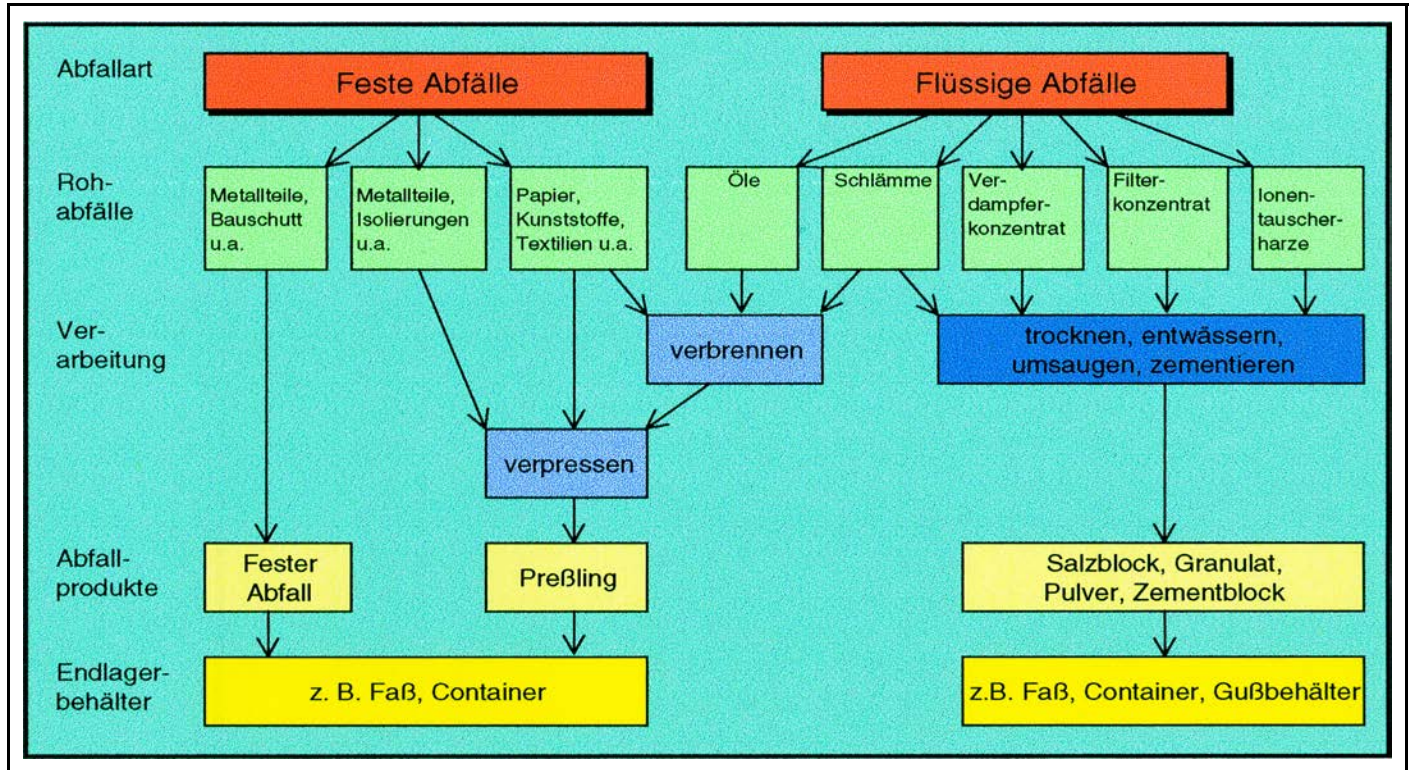 Abfallart
Feste Abfälle
Flüssige Abfälle
Roh-
abfälle
Metallteile,
Bauschutt
u.a.
Metallteile,
Isolierungen
u.a.
Papier,
Kunststoffe,
Textilien u.a.
Öle
Schlämme
Ver-
dampfer-
konzentrat
Filter-
konzentrat
Ionen-
tauscher-
harze
Ver-
arbeitung
verbrennen
trocknen, entwässern,
umsaugen, zementieren
verpressen
Abfall-
produkte
Fester
Abfall
Preßling
Salzblock, Granulat,
Pulver, Zementblock
Endlager-
behälter
z. B. Faß, Container
z.B. Faß, Container, Gußbehälter